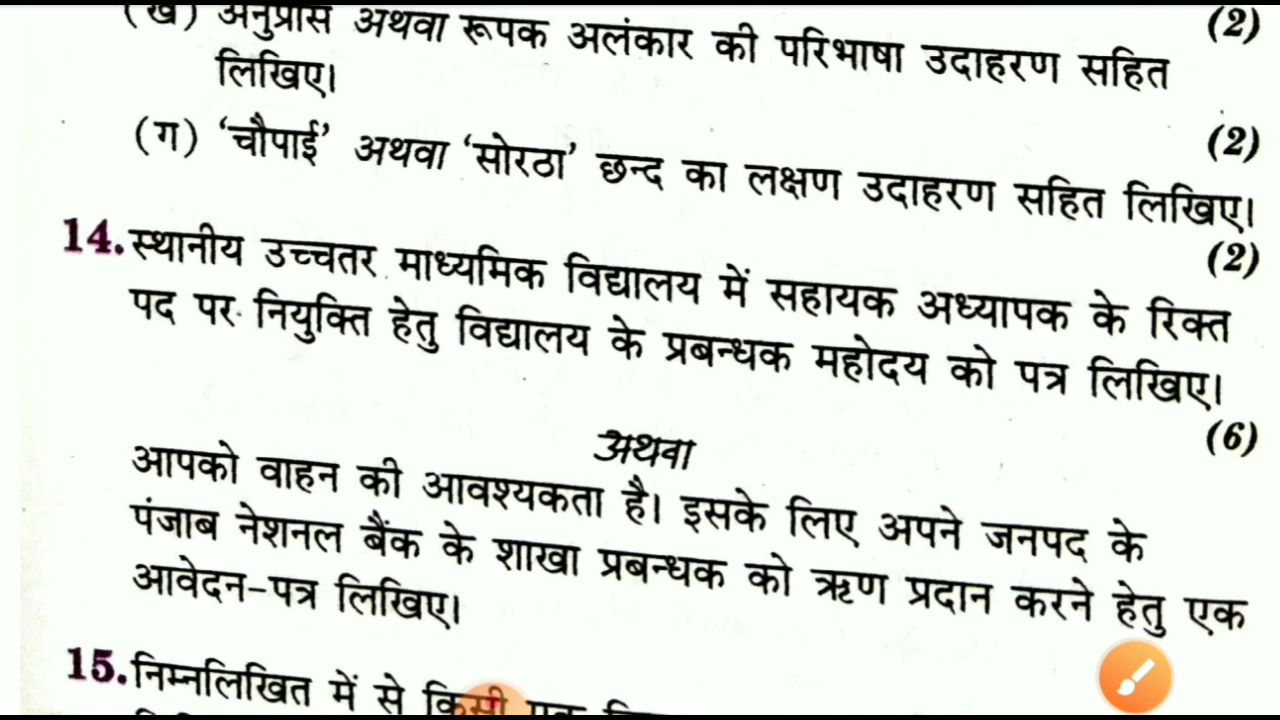 (ख) अनुप्रास अथवा रूपक अलंकार की परिभाषा उदाहरण सहित (2)
लिखिए।
(ग) ‘चौपाई’ अथवा ‘सोरठा’ छन्द का लक्षण उदाहरण सहित लिखिए। (2)
14. स्थानीय उच्चतर माध्यमिक विद्यालय में सहायक अध्यापक के रिक्त (2)
पद पर नियुक्ति हेतु विद्यालय के प्रबन्धक महोदय को पत्र लिखिए।
(6)
अथवा
आपको वाहन की आवश्यकता है। इसके लिए अपने जनपद के
पंजाब नेशनल बैंक के शाखा प्रबन्धक को ऋण प्रदान करने हेतु एक
आवेदन-पत्र लिखिए।
15. निम्नलिखित में से किसी एक